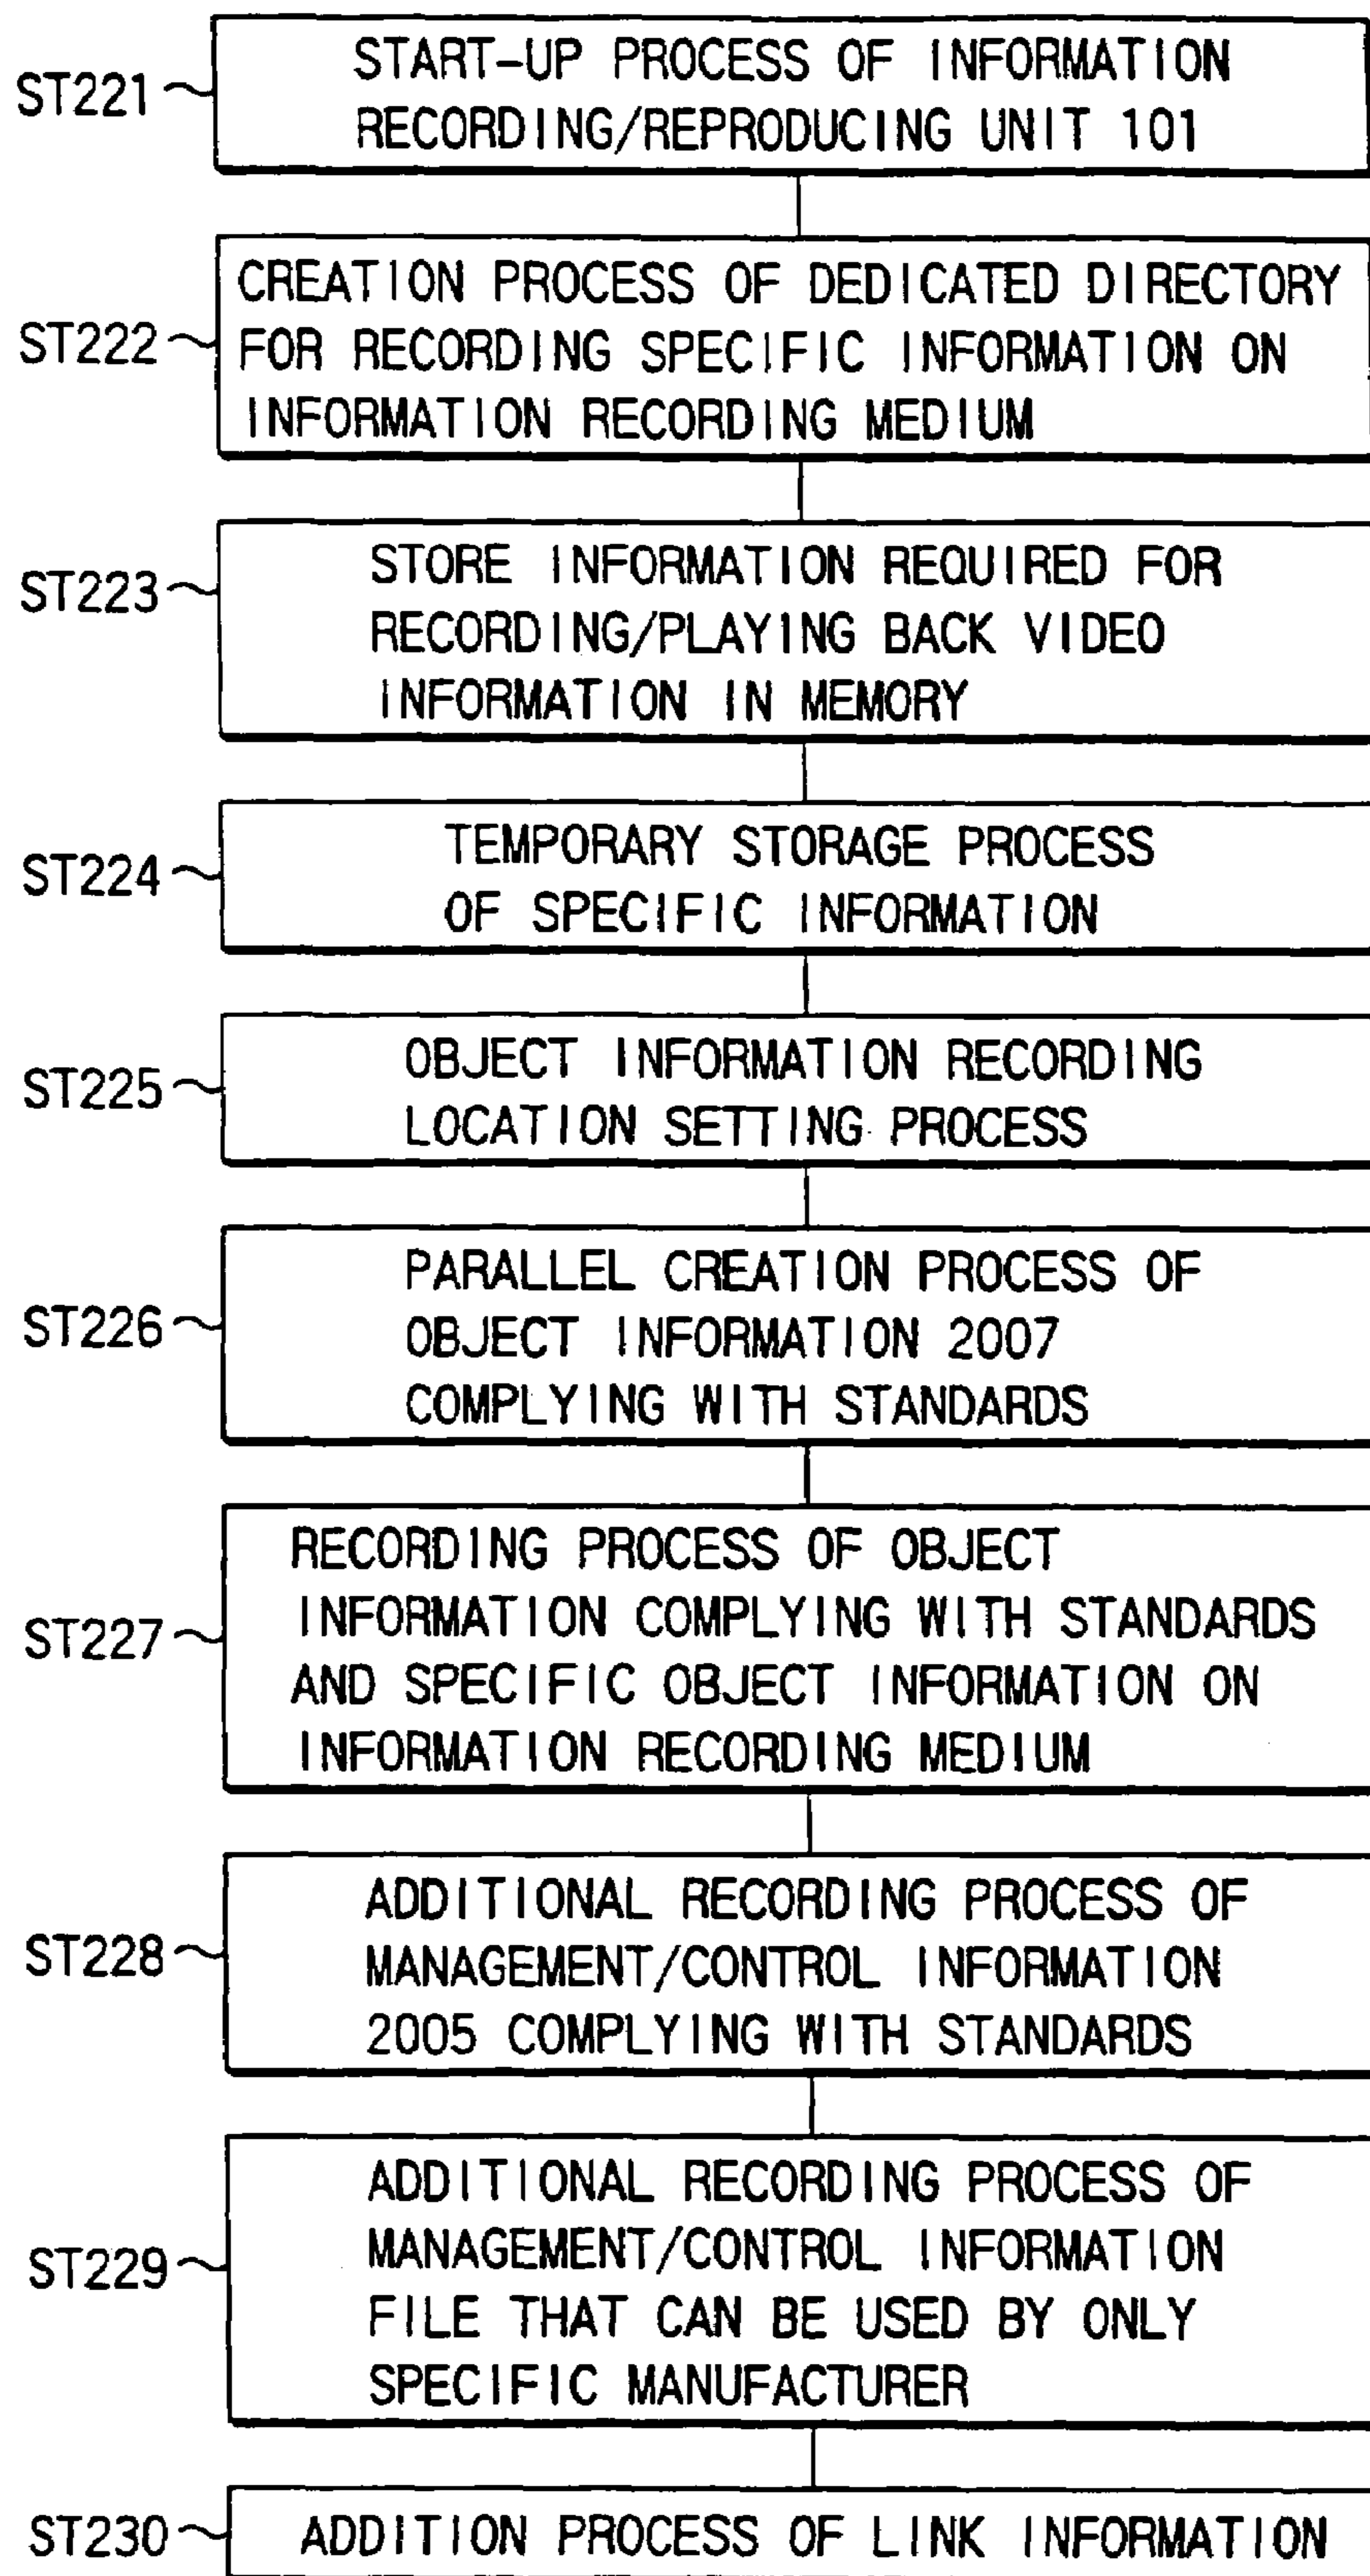 ST221
START-UP PROCESS OF INFORMATION
RECORDING/REPRODUCING UNIT 101
ST222
CREATION PROCESS OF DEDICATED DIRECTORY
FOR RECORDING SPECIFIC INFORMATION ON
INFORMATION RECORDING MEDIUM
ST223
STORE INFORMATION REQUIRED FOR
RECORDING/PLAYING BACK VIDEO
INFORMATION IN MEMORY
ST224
TEMPORARY STORAGE PROCESS
OF SPECIFIC INFORMATION
ST225
OBJECT INFORMATION RECORDING
LOCATION SETTING PROCESS
ST226
PARALLEL CREATION PROCESS OF
OBJECT INFORMATION 2007
COMPLYING WITH STANDARDS
ST227
RECORDING PROCESS OF OBJECT
INFORMATION COMPLYING WITH STANDARDS
AND SPECIFIC OBJECT INFORMATION ON
INFORMATION RECORDING MEDIUM
ST228
ADDITIONAL RECORDING PROCESS OF
MANAGEMENT/CONTROL INFORMATION
2005 COMPLYING WITH STANDARDS
ST229
ADDITIONAL RECORDING PROCESS OF
MANAGEMENT/CONTROL INFORMATION
FILE THAT CAN BE USED BY ONLY
SPECIFIC MANUFACTURER
ST230
ADDITION PROCESS OF LINK INFORMATION